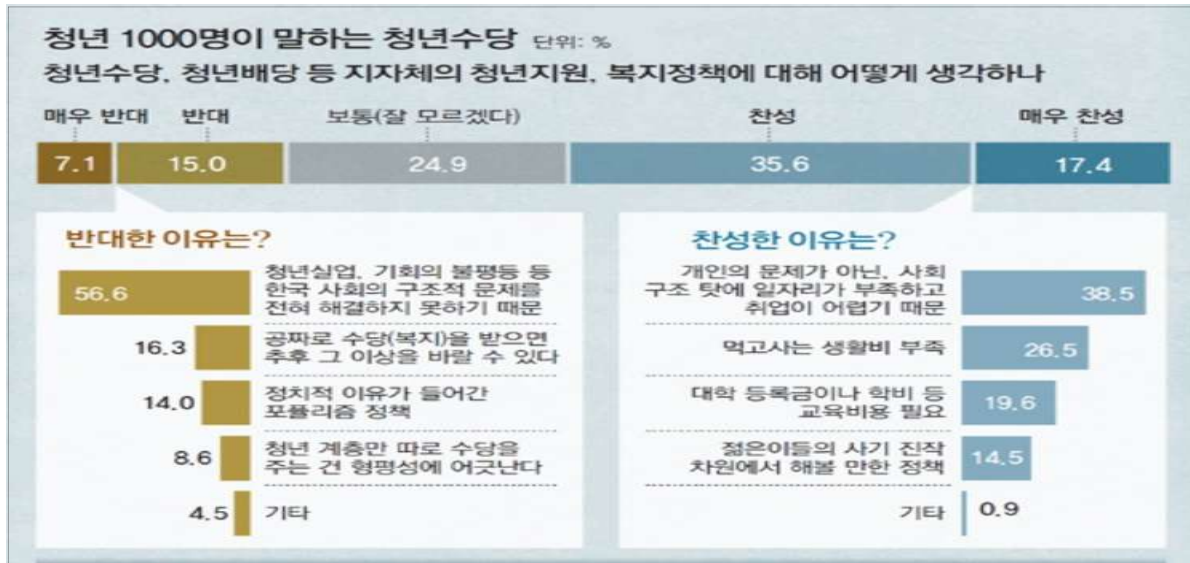 청년 1000명이 말하는 청년수당 단위: %
청년수당, 청년배당 등 지자체의 청년지원, 복지정책에 대해 어떻게 생각하나
매우 반대 반대 보통(잘 모르겠다) 찬성 매우 찬성
7.1 15.0 24.9 35.6 17.4
반대한 이유는?
56.6
청년실업, 기회의 불평등 등
한국 사회의 구조적 문제를
전혀 해결하지 못하기 때문
16.3
공짜로 수당(복지)을 받으면
추후 그 이상을 바랄 수 있다
14.0
정치적 이유가 들어간
포퓰리즘 정책
8.6
청년 계층만 따로 수당을
주는 건 형평성에 어긋난다
4.5 기타
찬성한 이유는?
개인의 문제가 아닌, 사회
구조 탓에 일자리가 부족하고
취업이 어렵기 때문
38.5
먹고사는 생활비 부족 26.5
대학 등록금이나 학비 등
교육비용 필요
19.6
젊은이들의 사기 진작
차원에서 해볼 만한 정책
14.5
기타 0.9